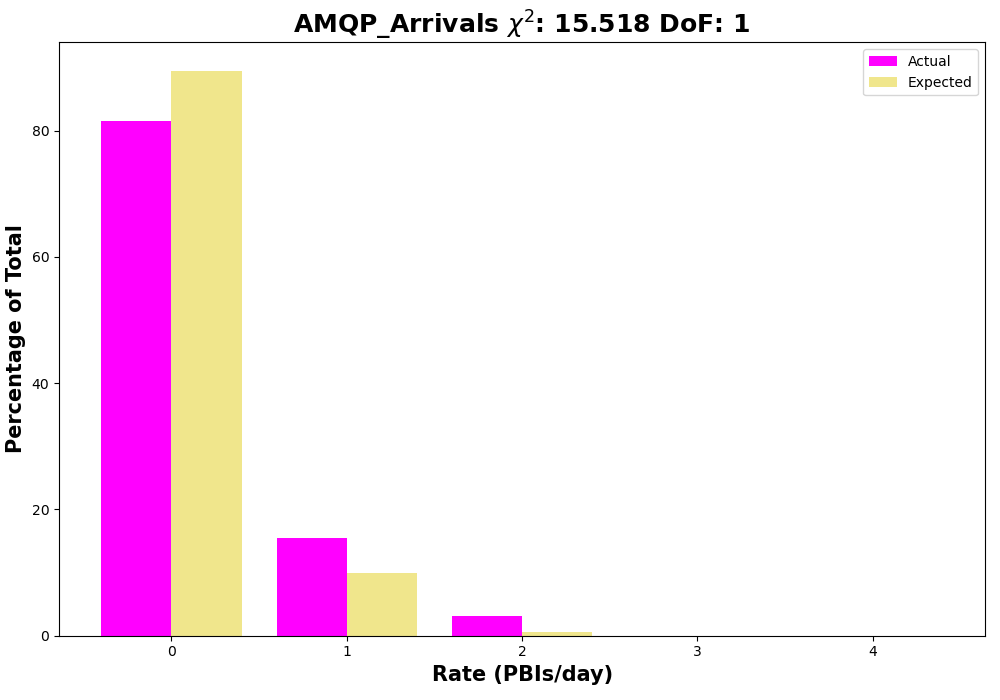 AMQP_Arrivals χ²: 15.518 DoF: 1
Actual
Expected
Percentage of Total
80
60
40
20
0
0 1 2 3 4
Rate (PBIs/day)